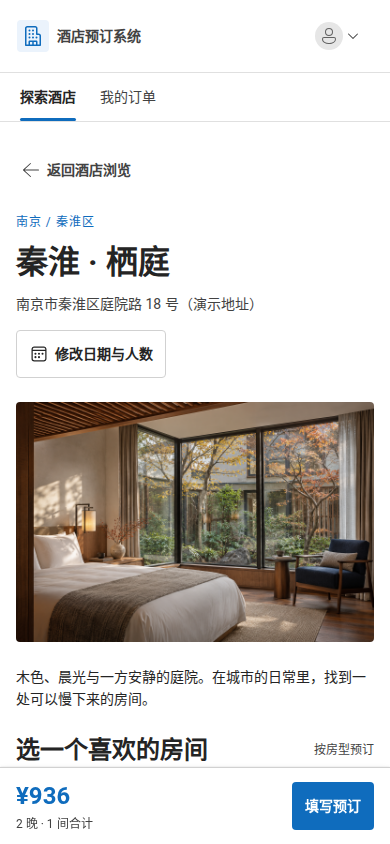 酒店预订系统
探索酒店
我的订单
返回酒店浏览
南京 / 秦淮区
秦淮 · 栖庭
南京市秦淮区庭院路 18 号（演示地址）
修改日期与人数
木色、晨光与一方安静的庭院。在城市的日常里，找到一
处可以慢下来的房间。
选一个喜欢的房间
按房型预订
¥936
2 晚 · 1 间合计
填写预订